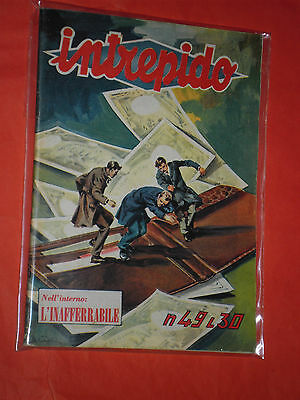 intrepido
Nell'interno:
L'INAFFERRABILE
n 49 L 30